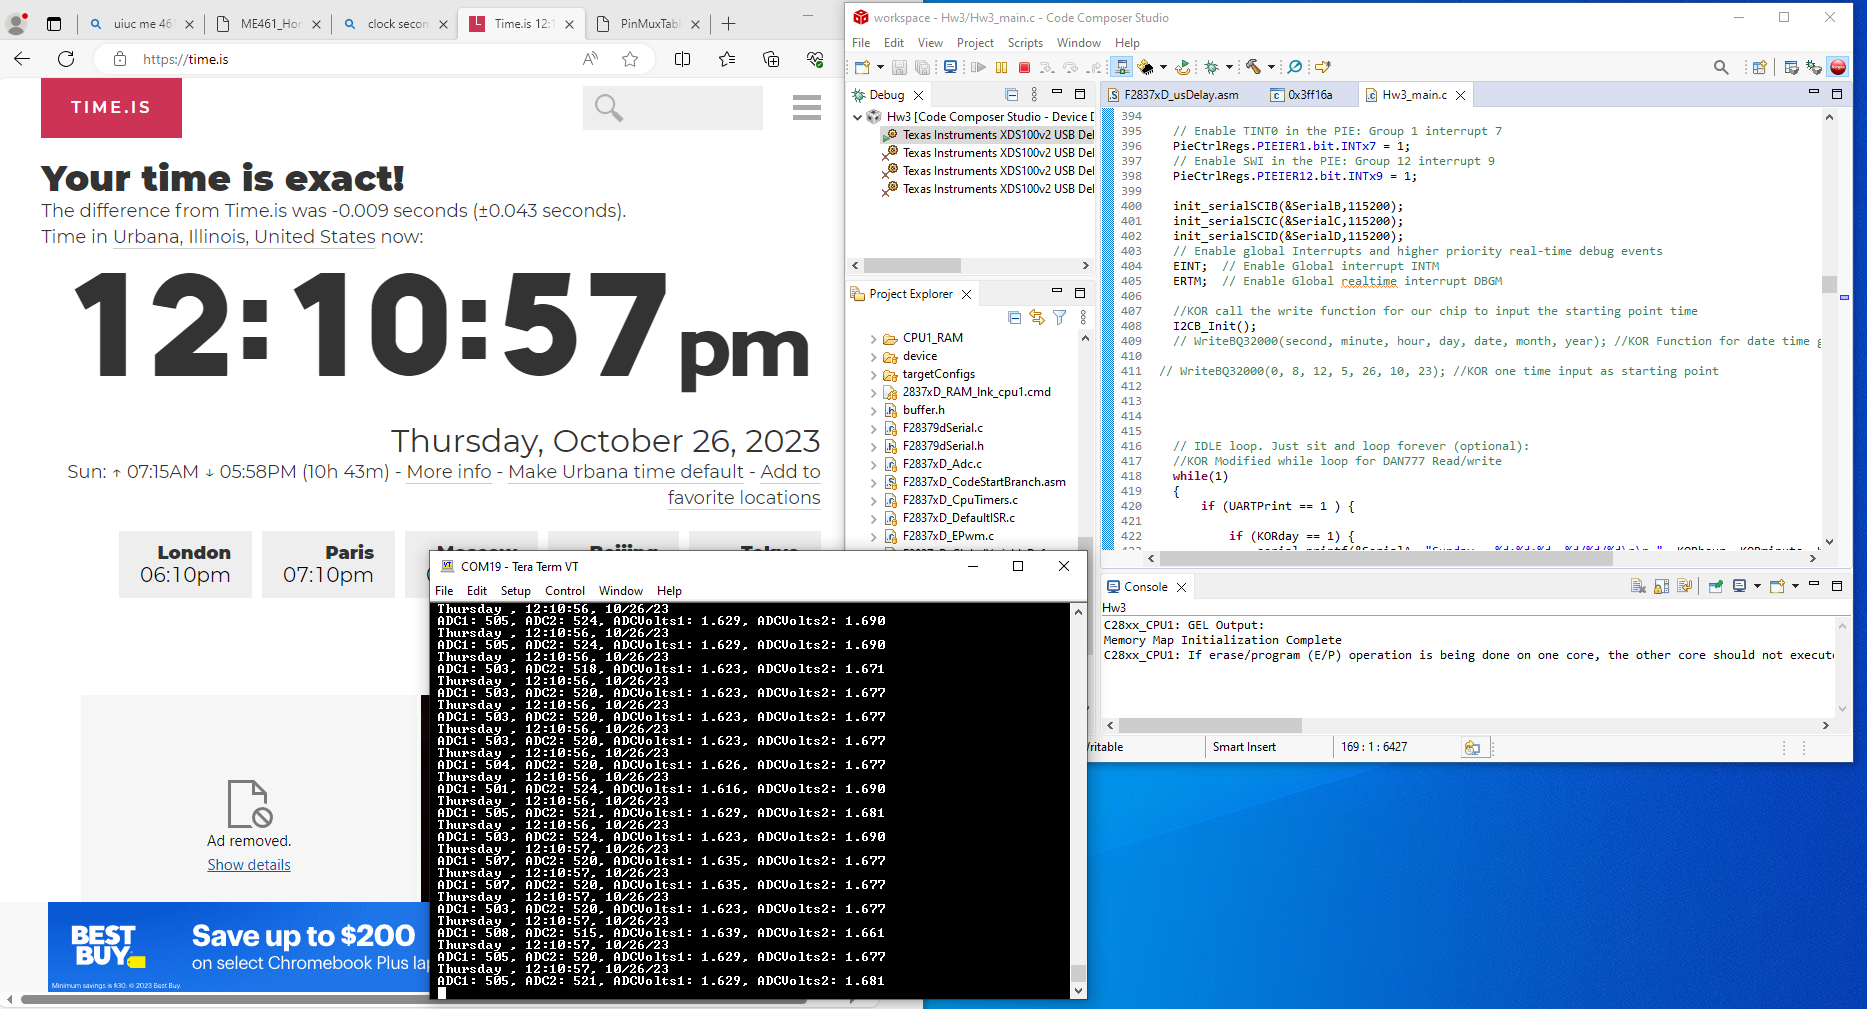 uiuc me 461
ME461_Hon
clock secon
Time.is 12:1
PinMuxTabl
https://time.is
TIME.IS
Your time is exact!
The difference from Time.is was -0.009 seconds (±0.043 seconds).
Time in Urbana, Illinois, United States now:
12:10:57 pm
Thursday, October 26, 2023
Sun: ↑ 07:15AM ↓ 05:58PM (10h 43m) - More info - Make Urbana time default - Add to
favorite locations
London
06:10pm
Paris
07:10pm
Moscow
Beijing
Tokyo
Ad removed.
Show details
BEST
BUY
Save up to $200
on select Chromebook Plus lap
Minimum savings is $30. © 2023 Best Buy.
workspace - Hw3/Hw3_main.c - Code Composer Studio
File Edit View Project Scripts Window Help
Debug
Hw3 [Code Composer Studio - Device D
Texas Instruments XDS100v2 USB Del
Texas Instruments XDS100v2 USB Del
Texas Instruments XDS100v2 USB Del
Texas Instruments XDS100v2 USB Del
Project Explorer
CPU1_RAM
device
targetConfigs
2837xD_RAM_lnk_cpu1.cmd
buffer.h
F28379dSerial.c
F28379dSerial.h
F2837xD_Adc.c
F2837xD_CodeStartBranch.asm
F2837xD_CpuTimers.c
F2837xD_DefaultISR.c
F2837xD_EPwm.c
F2837xD_usDelay.asm
0x3ff16a
Hw3_main.c
394
395 // Enable TINT0 in the PIE: Group 1 interrupt 7
396 PieCtrlRegs.PIEIER1.bit.INTx7 = 1;
397 // Enable SWI in the PIE: Group 12 interrupt 9
398 PieCtrlRegs.PIEIER12.bit.INTx9 = 1;
399
400 init_serialSCIB(&SerialB,115200);
401 init_serialSCIC(&SerialC,115200);
402 init_serialSCID(&SerialD,115200);
403 // Enable global Interrupts and higher priority real-time debug events
404 EINT; // Enable Global interrupt INTM
405 ERTM; // Enable Global realtime interrupt DBGM
406
407 //KOR call the write function for our chip to input the starting point time
408 I2CB_Init();
409 // WriteBQ32000(second, minute, hour, day, date, month, year); //KOR Function for date time g
410
411 // WriteBQ32000(0, 8, 12, 5, 26, 10, 23); //KOR one time input as starting point
412
413
414
415
416 // IDLE loop. Just sit and loop forever (optional):
417 //KOR Modified while loop for DAN777 Read/write
418 while(1)
419 {
420 if (UARTPrint == 1 ) {
421
422 if (KORday == 1) {
Console
Hw3
C28xx_CPU1: GEL Output:
Memory Map Initialization Complete
C28xx_CPU1: If erase/program (E/P) operation is being done on one core, the other core should not execut
ritable
Smart Insert
169 : 1 : 6427
COM19 - Tera Term VT
File Edit Setup Control Window Help
Thursday , 12:10:56, 10/26/23
ADC1: 505, ADC2: 524, ADCVolts1: 1.629, ADCVolts2: 1.690
Thursday , 12:10:56, 10/26/23
ADC1: 505, ADC2: 524, ADCVolts1: 1.629, ADCVolts2: 1.690
Thursday , 12:10:56, 10/26/23
ADC1: 503, ADC2: 518, ADCVolts1: 1.623, ADCVolts2: 1.671
Thursday , 12:10:56, 10/26/23
ADC1: 503, ADC2: 520, ADCVolts1: 1.623, ADCVolts2: 1.677
Thursday , 12:10:56, 10/26/23
ADC1: 503, ADC2: 520, ADCVolts1: 1.623, ADCVolts2: 1.677
Thursday , 12:10:56, 10/26/23
ADC1: 503, ADC2: 520, ADCVolts1: 1.623, ADCVolts2: 1.677
Thursday , 12:10:56, 10/26/23
ADC1: 504, ADC2: 520, ADCVolts1: 1.626, ADCVolts2: 1.677
Thursday , 12:10:56, 10/26/23
ADC1: 501, ADC2: 524, ADCVolts1: 1.616, ADCVolts2: 1.690
Thursday , 12:10:56, 10/26/23
ADC1: 505, ADC2: 521, ADCVolts1: 1.629, ADCVolts2: 1.681
Thursday , 12:10:56, 10/26/23
ADC1: 503, ADC2: 524, ADCVolts1: 1.623, ADCVolts2: 1.690
Thursday , 12:10:57, 10/26/23
ADC1: 507, ADC2: 520, ADCVolts1: 1.635, ADCVolts2: 1.677
Thursday , 12:10:57, 10/26/23
ADC1: 507, ADC2: 520, ADCVolts1: 1.635, ADCVolts2: 1.677
Thursday , 12:10:57, 10/26/23
ADC1: 503, ADC2: 520, ADCVolts1: 1.623, ADCVolts2: 1.677
Thursday , 12:10:57, 10/26/23
ADC1: 508, ADC2: 515, ADCVolts1: 1.639, ADCVolts2: 1.661
Thursday , 12:10:57, 10/26/23
ADC1: 505, ADC2: 520, ADCVolts1: 1.629, ADCVolts2: 1.677
Thursday , 12:10:57, 10/26/23
ADC1: 505, ADC2: 521, ADCVolts1: 1.629, ADCVolts2: 1.681